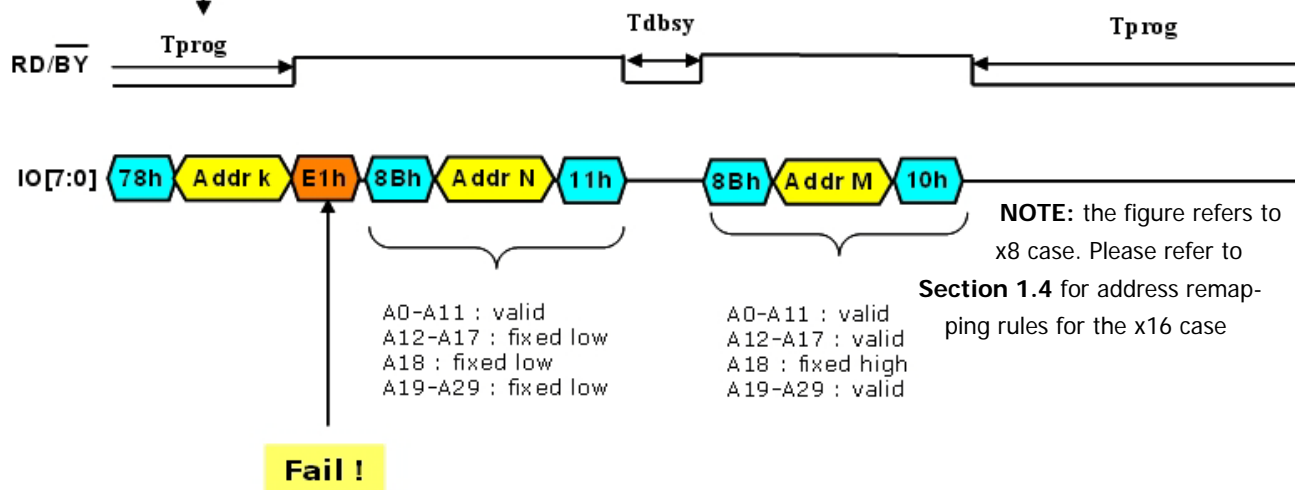 Tprog
Tdbsy
Tprog
RD/BY
IO[7:0] 78h Addr k E1h 8Bh Addr N 11h 8Bh Addr M 10h
NOTE: the figure refers to
x8 case. Please refer to
Section 1.4 for address remap-
ping rules for the x16 case
A0-A11 : valid
A12-A17 : fixed low
A18 : fixed low
A19-A29 : fixed low
A0-A11 : valid
A12-A17 : valid
A18 : fixed high
A19-A29 : valid
Fail !